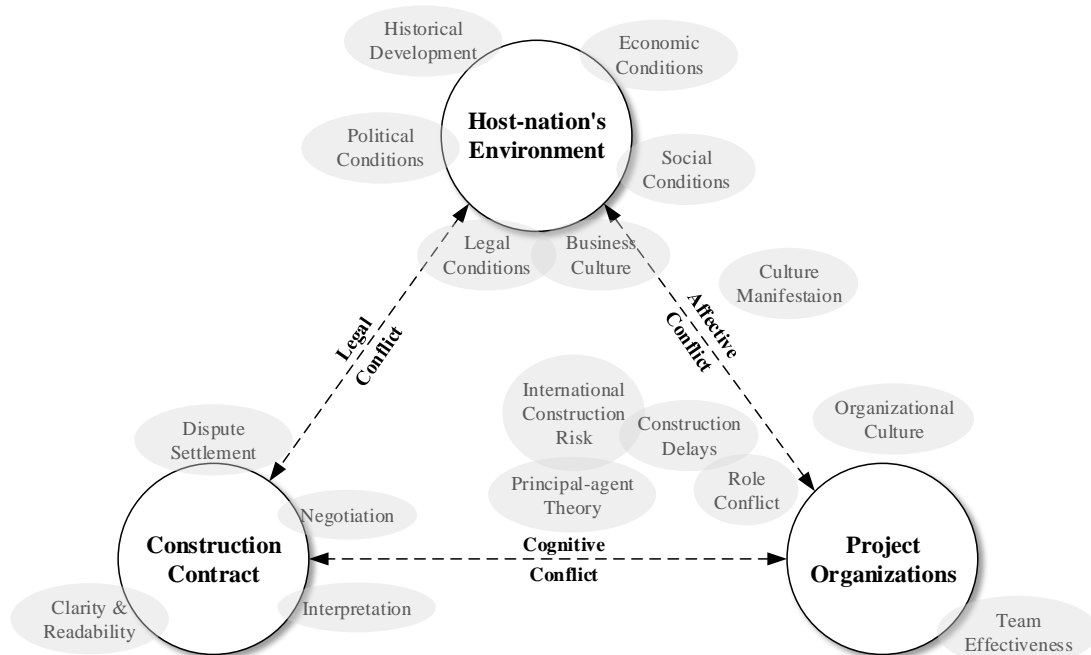 Historical
Development
Economic
Conditions
Host-nation's
Environment
Political
Conditions
Social
Conditions
Legal
Conditions
Business
Culture
Culture
Manifestaion
Legal
Conflict
Affective
Conflict
International
Construction
Risk
Construction
Delays
Organizational
Culture
Dispute
Settlement
Principal-agent
Theory
Role
Conflict
Negotiation
Construction
Contract
Cognitive
Conflict
Project
Organizations
Clarity &
Readability
Interpretation
Team
Effectiveness